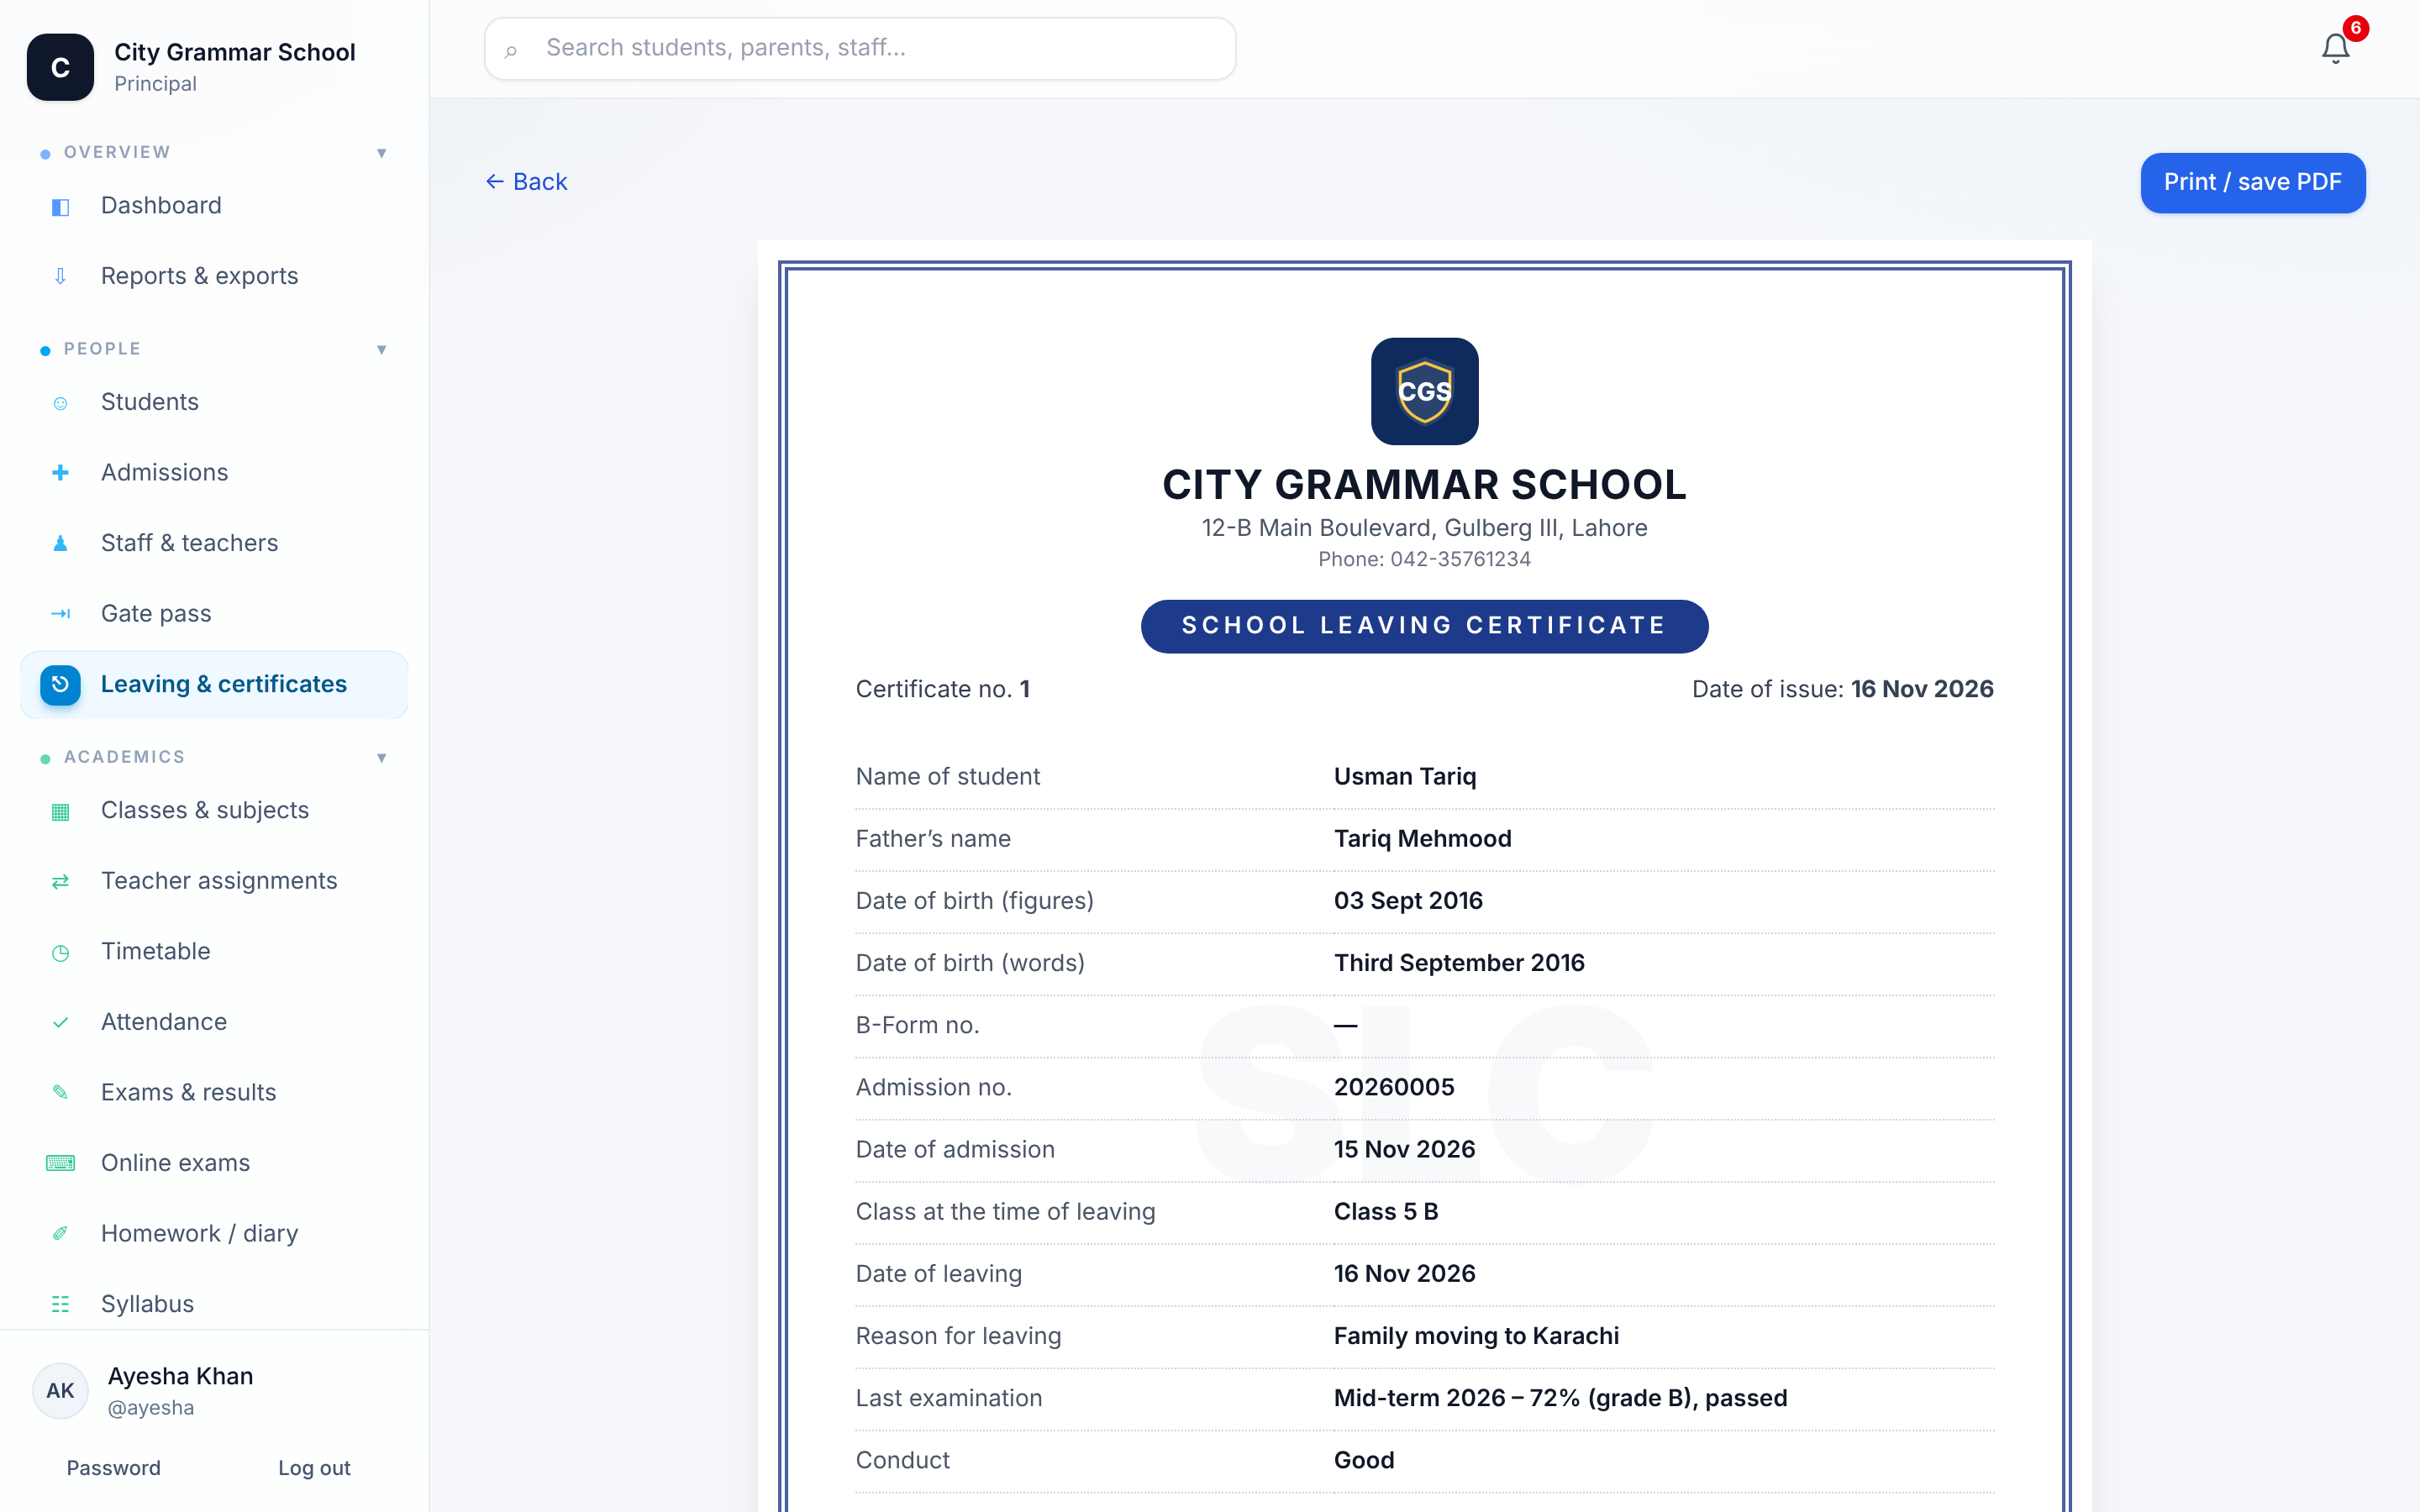 C
City Grammar School
Principal
OVERVIEW
Dashboard
Reports & exports
PEOPLE
Students
Admissions
Staff & teachers
Gate pass
Leaving & certificates
ACADEMICS
Classes & subjects
Teacher assignments
Timetable
Attendance
Exams & results
Online exams
Homework / diary
Syllabus
AK
Ayesha Khan
@ayesha
Password
Log out
Search students, parents, staff...
6
← Back
Print / save PDF
CGS
CITY GRAMMAR SCHOOL
12-B Main Boulevard, Gulberg III, Lahore
Phone: 042-35761234
SCHOOL LEAVING CERTIFICATE
Certificate no. 1
Date of issue: 16 Nov 2026
Name of student Usman Tariq
Father’s name Tariq Mehmood
Date of birth (figures) 03 Sept 2016
Date of birth (words) Third September 2016
B-Form no. —
Admission no. 20260005
Date of admission 15 Nov 2026
Class at the time of leaving Class 5 B
Date of leaving 16 Nov 2026
Reason for leaving Family moving to Karachi
Last examination Mid-term 2026 – 72% (grade B), passed
Conduct Good
SLC